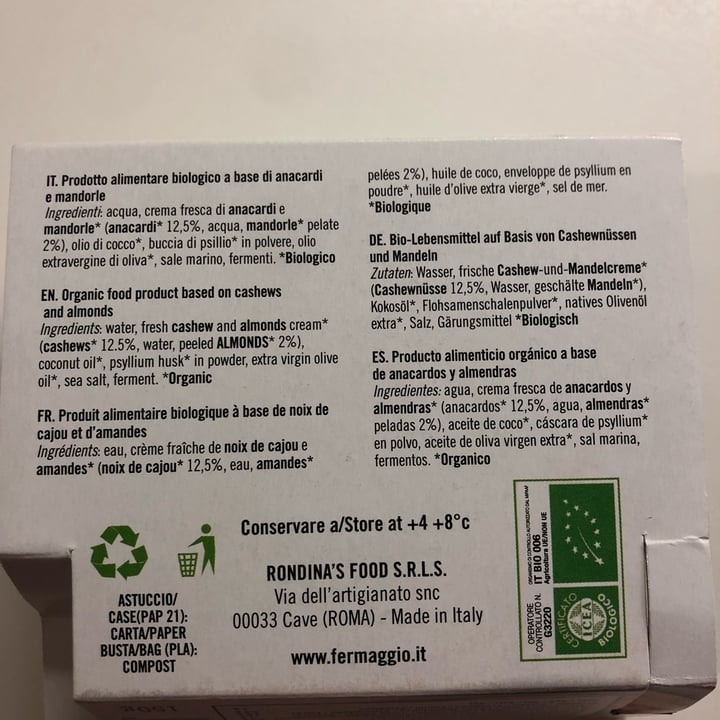 IT. Prodotto alimentare biologico a base di anacardi
e mandorle
Ingredienti: acqua, crema fresca di anacardi e
mandorle* (anacardi* 12,5%, acqua, mandorle* pelate
2%), olio di cocco*, buccia di psillio* in polvere, olio
extravergine di oliva*, sale marino, fermenti. *Biologico
EN. Organic food product based on cashews
and almonds
Ingredients: water, fresh cashew and almonds cream*
(cashews* 12.5%, water, peeled ALMONDS* 2%),
coconut oil*, psyllium husk* in powder, extra virgin olive
oil*, sea salt, ferment. *Organic
FR. Produit alimentaire biologique à base de noix de
cajou et d'amandes
Ingrédients: eau, crème fraîche de noix de cajou e
amandes* (noix de cajou* 12,5%, eau, amandes*
pelées 2%), huile de coco, enveloppe de psyllium en
poudre*, huile d'olive extra vierge*, sel de mer.
*Biologique
DE. Bio-Lebensmittel auf Basis von Cashewnüssen
und Mandeln
Zutaten: Wasser, frische Cashew-und-Mandelcreme*
(Cashewnüsse 12,5%, Wasser, geschälte Mandeln*),
Kokosöl*, Flohsamenschalenpulver*, natives Olivenöl
extra*, Salz, Gärungsmittel *Biologisch
ES. Producto alimenticio orgánico a base
de anacardos y almendras
Ingredientes: agua, crema fresca de anacardos y
almendras* (anacardos* 12,5%, agua, almendras*
peladas 2%), aceite de coco*, cáscara de psyllium*
en polvo, aceite de oliva virgen extra*, sal marina,
fermentos. *Organico
Conservare a/Store at +4 +8°c
RONDINA'S FOOD S.R.L.S.
Via dell'artigianato snc
00033 Cave (ROMA) - Made in Italy
www.fermaggio.it
ASTUCCIO/
CASE(PAP 21):
CARTA/PAPER
BUSTA/BAG (PLA):
COMPOST
ORGANISMO DI CONTROLLO AUTORIZZATO DAL MIPAAF
IT BIO 006
Agricoltura UE/NON UE
OPERATORE
CONTROLLATO N.
G3220
CERTIFICATO
ICEA
BIOLOGICO